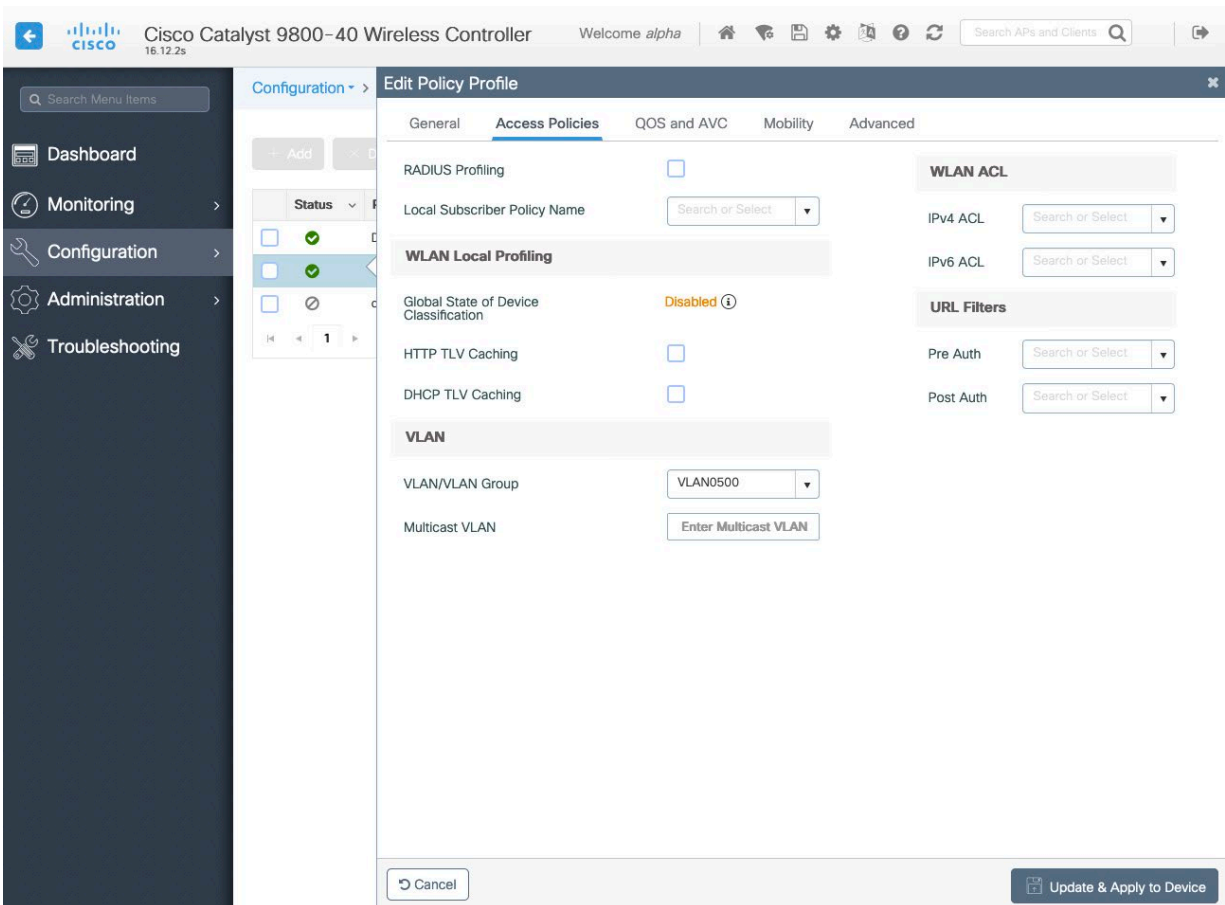 CISCO
Cisco Catalyst 9800-40 Wireless Controller
16.12.2s
Welcome alpha
Search APs and Clients
Search Menu Items
Dashboard
Monitoring
Configuration
Administration
Troubleshooting
Configuration
>
+ Add
×
Status
1
Edit Policy Profile
General
Access Policies
QOS and AVC
Mobility
Advanced
RADIUS Profiling
Local Subscriber Policy Name
Search or Select
WLAN Local Profiling
Global State of Device
Classification
Disabled
HTTP TLV Caching
DHCP TLV Caching
VLAN
VLAN/VLAN Group
VLAN0500
Multicast VLAN
Enter Multicast VLAN
WLAN ACL
IPv4 ACL
Search or Select
IPv6 ACL
Search or Select
URL Filters
Pre Auth
Search or Select
Post Auth
Search or Select
Cancel
Update & Apply to Device